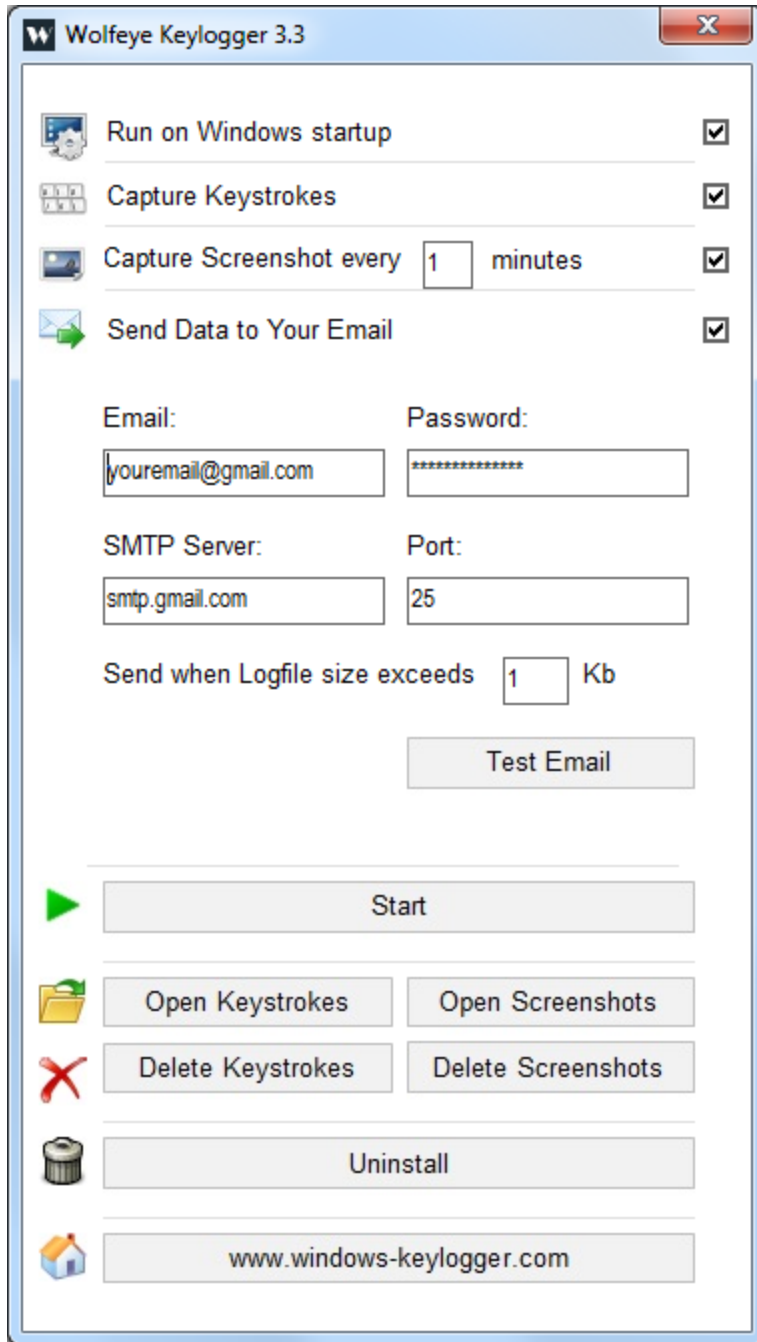 Wolfeye Keylogger 3.3
Run on Windows startup
Capture Keystrokes
Capture Screenshot every 1 minutes
Send Data to Your Email
Email: Password:
youremail@gmail.com **************
SMTP Server: Port:
smtp.gmail.com 25
Send when Logfile size exceeds 1 Kb
Test Email
Start
Open Keystrokes Open Screenshots
Delete Keystrokes Delete Screenshots
Uninstall
www.windows-keylogger.com